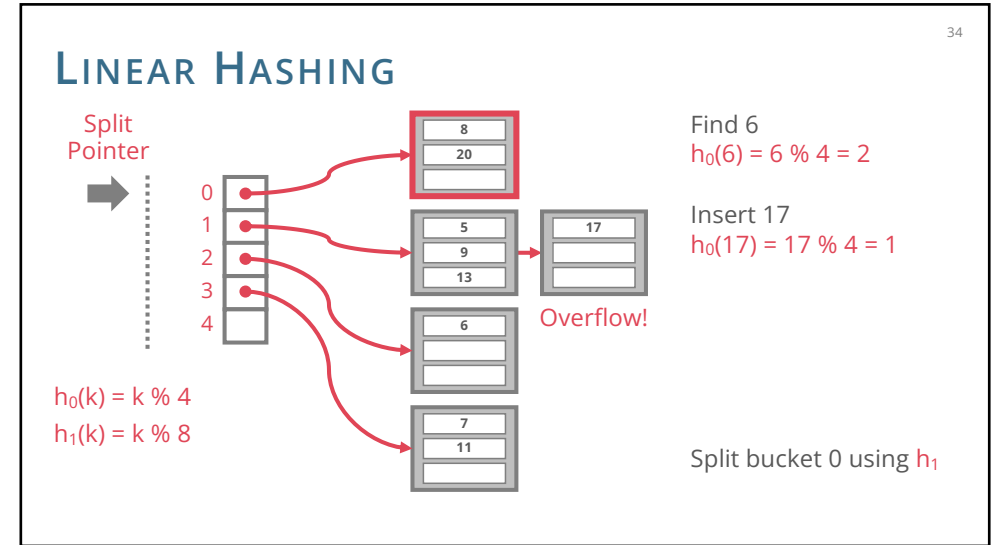 34
LINEAR HASHING
Split
Pointer
0
1
2
3
4
h₀(k) = k % 4
h₁(k) = k % 8
8
20
5
9
13
17
Overflow!
6
7
11
Find 6
h₀(6) = 6 % 4 = 2
Insert 17
h₀(17) = 17 % 4 = 1
Split bucket 0 using h₁